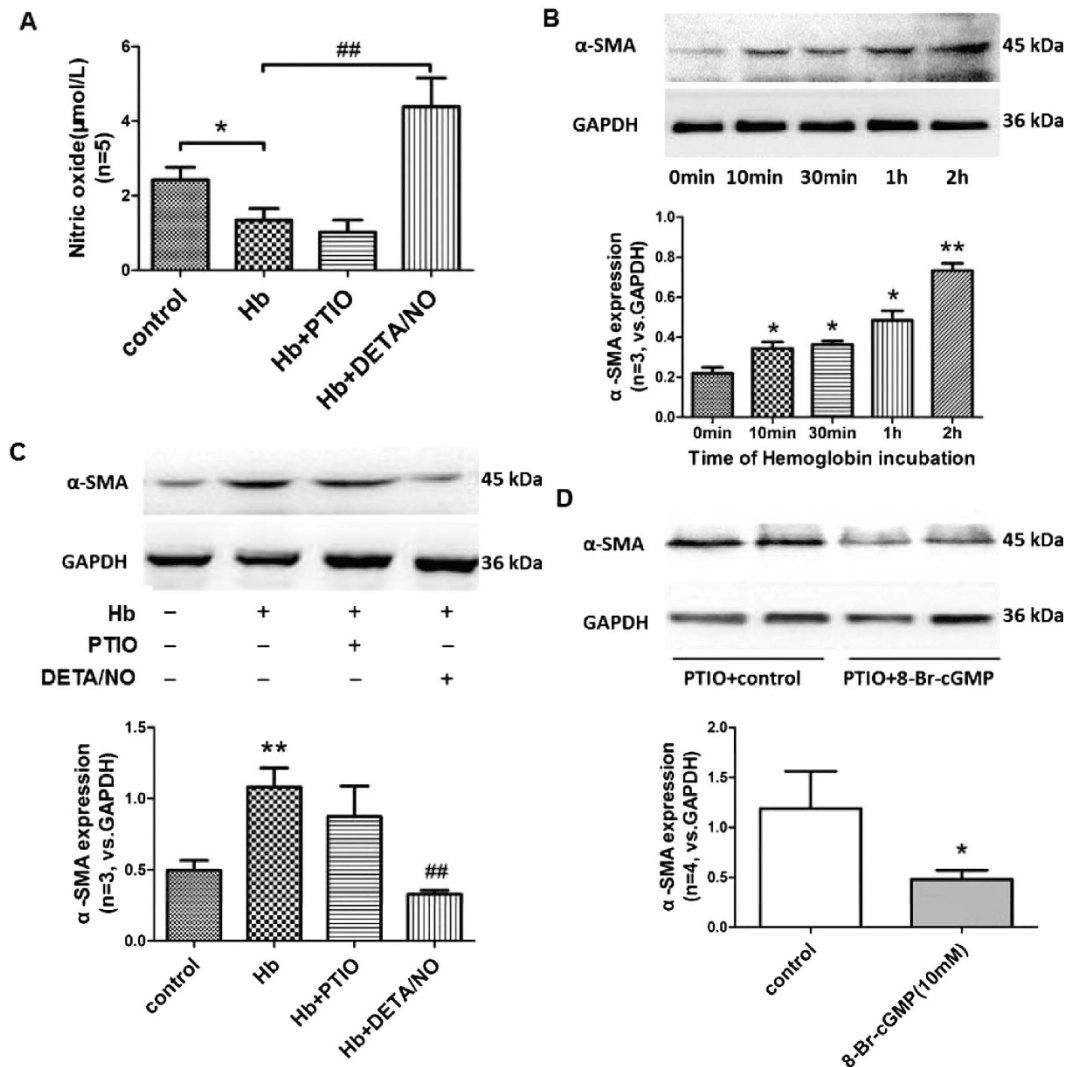 A
Nitric oxide(μmol/L)
(n=5)
6
4
2
0
*
##
control
Hb
Hb+PTIO
Hb+DETA/NO
B
α-SMA
45 kDa
GAPDH
36 kDa
0min 10min 30min 1h 2h
α -SMA expression
(n=3, vs.GAPDH)
1.0
0.8
0.6
0.4
0.2
0.0
*
*
*
**
0min 10min 30min 1h 2h
Time of Hemoglobin incubation
C
α-SMA
45 kDa
GAPDH
36 kDa
Hb – + + +
PTIO – – + –
DETA/NO – – – +
α -SMA expression
(n=3, vs.GAPDH)
1.5
1.0
0.5
0.0
**
##
control
Hb
Hb+PTIO
Hb+DETA/NO
D
α-SMA
45 kDa
GAPDH
36 kDa
PTIO+control PTIO+8-Br-cGMP
α -SMA expression
(n=4, vs.GAPDH)
2.0
1.5
1.0
0.5
0.0
*
control
8-Br-cGMP(10mM)